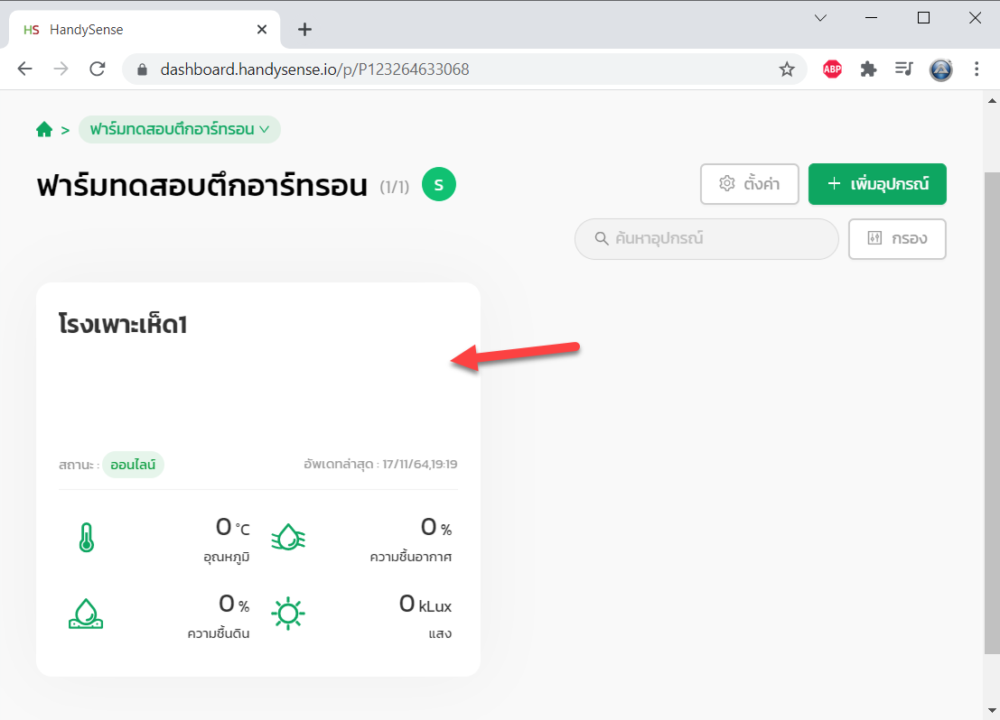 HS HandySense
dashboard.handysense.io/p/P123264633068
ABP
> ฟาร์มทดสอบตึกอาร์ทรอน
ฟาร์มทดสอบตึกอาร์ทรอน (1/1) S
ตั้งค่า
+ เพิ่มอุปกรณ์
ค้นหาอุปกรณ์
กรอง
โรงเพาะเห็ด1
สถานะ : ออนไลน์
อัพเดทล่าสุด : 17/11/64,19:19
0 °C
อุณหภูมิ
0 %
ความชื้นอากาศ
0 %
ความชื้นดิน
0 kLux
แสง